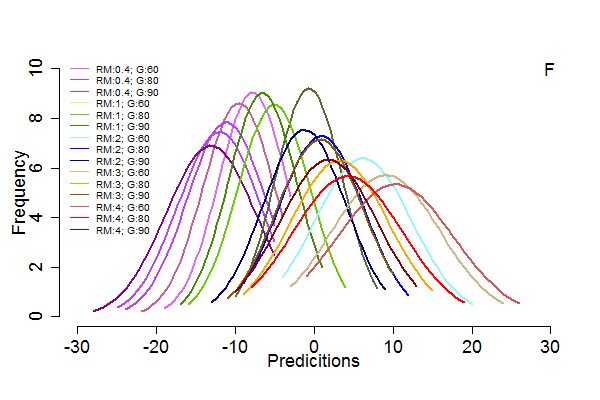 F
10
RM:0.4; G:60
RM:0.4; G:80
RM:0.4; G:90
RM:1; G:60
RM:1; G:80
RM:1; G:90
RM:2; G:60
RM:2; G:80
RM:2; G:90
RM:3; G:60
RM:3; G:80
RM:3; G:90
RM:4; G:60
RM:4; G:80
RM:4; G:90
8
6
4
2
0
Frequency
-30 -20 -10 0 10 20 30
Predicitions